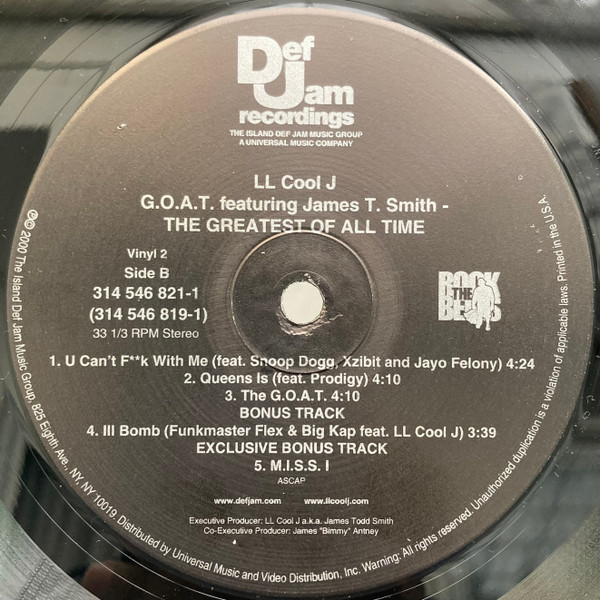 Def
Jam
recordings
THE ISLAND DEF JAM MUSIC GROUP
A UNIVERSAL MUSIC COMPANY
LL Cool J
G.O.A.T. featuring James T. Smith -
THE GREATEST OF ALL TIME
Vinyl 2
Side B
314 546 821-1
(314 546 819-1)
33 1/3 RPM Stereo
ROCK
THE
BELLS
1. U Can't F**k With Me (feat. Snoop Dogg, Xzibit and Jayo Felony) 4:24
2. Queens Is (feat. Prodigy) 4:10
3. The G.O.A.T. 4:10
BONUS TRACK
4. Ill Bomb (Funkmaster Flex & Big Kap feat. LL Cool J) 3:39
EXCLUSIVE BONUS TRACK
5. M.I.S.S. I
ASCAP
www.defjam.com www.llcoolj.com
Executive Producer: LL Cool J a.k.a. James Todd Smith
Co-Executive Producer: James "Bimmy" Antney
℗© 2000 The Island Def Jam Music Group, 825 Eighth Ave., NY, NY 10019. Distributed by Universal Music and Video Distribution, Inc. Warning: All rights reserved. Unauthorized duplication is a violation of applicable laws. Printed in the U.S.A.